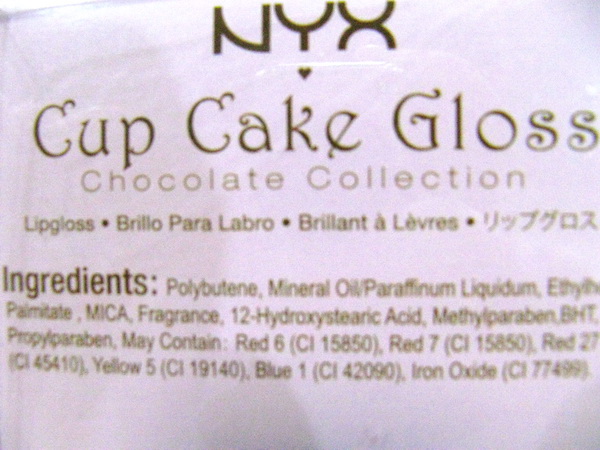 NYX
Cup Cake Gloss
Chocolate Collection
Lipgloss • Brillo Para Labro • Brillant à Lèvres • リップグロス
Ingredients: Polybutene, Mineral Oil/Paraffinum Liquidum, Ethylhe
Palmitate , MICA, Fragrance, 12-Hydroxystearic Acid, Methylparaben,BHT,
Propylparaben, May Contain: Red 6 (CI 15850), Red 7 (CI 15850), Red 27
(CI 45410), Yellow 5 (CI 19140), Blue 1 (CI 42090), Iron Oxide (CI 77499).